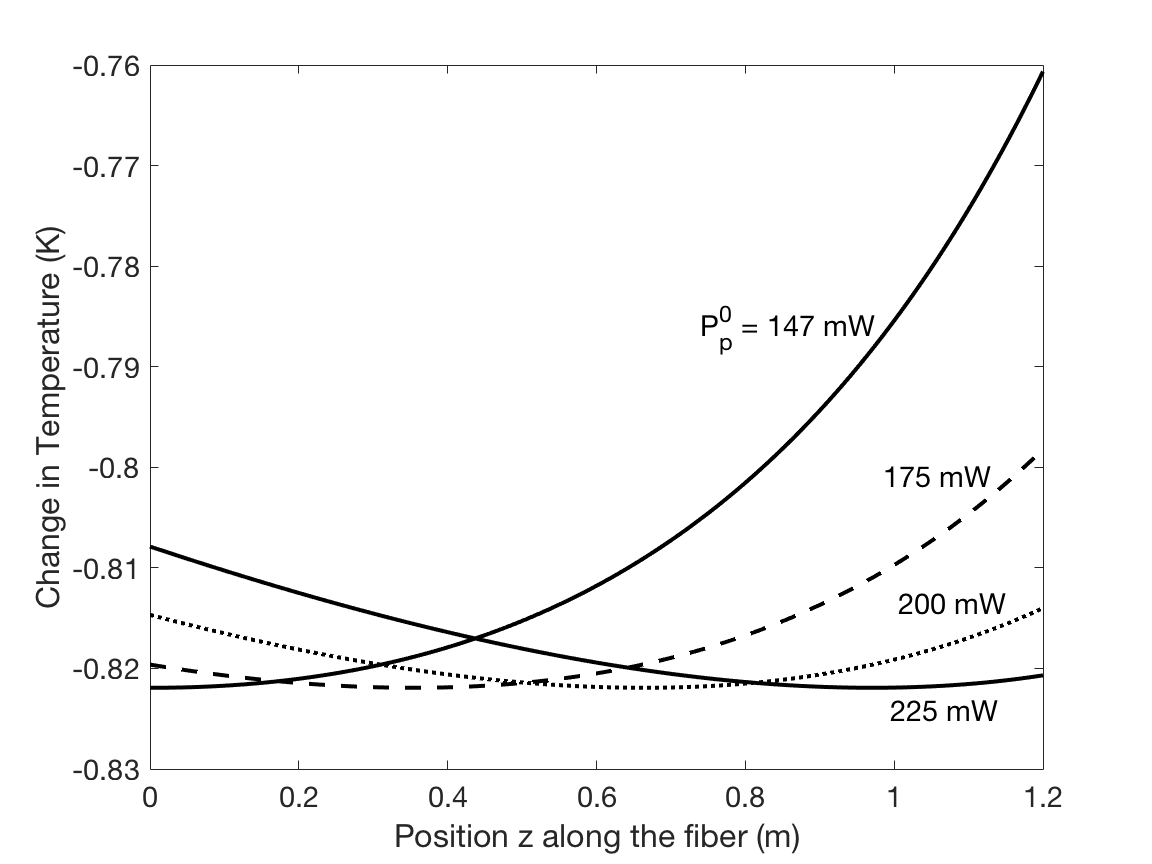 -0.76
-0.77
-0.78
-0.79
-0.8
-0.81
-0.82
-0.83
Change in Temperature (K)
P_p^0 = 147 mW
175 mW
200 mW
225 mW
0 0.2 0.4 0.6 0.8 1 1.2
Position z along the fiber (m)